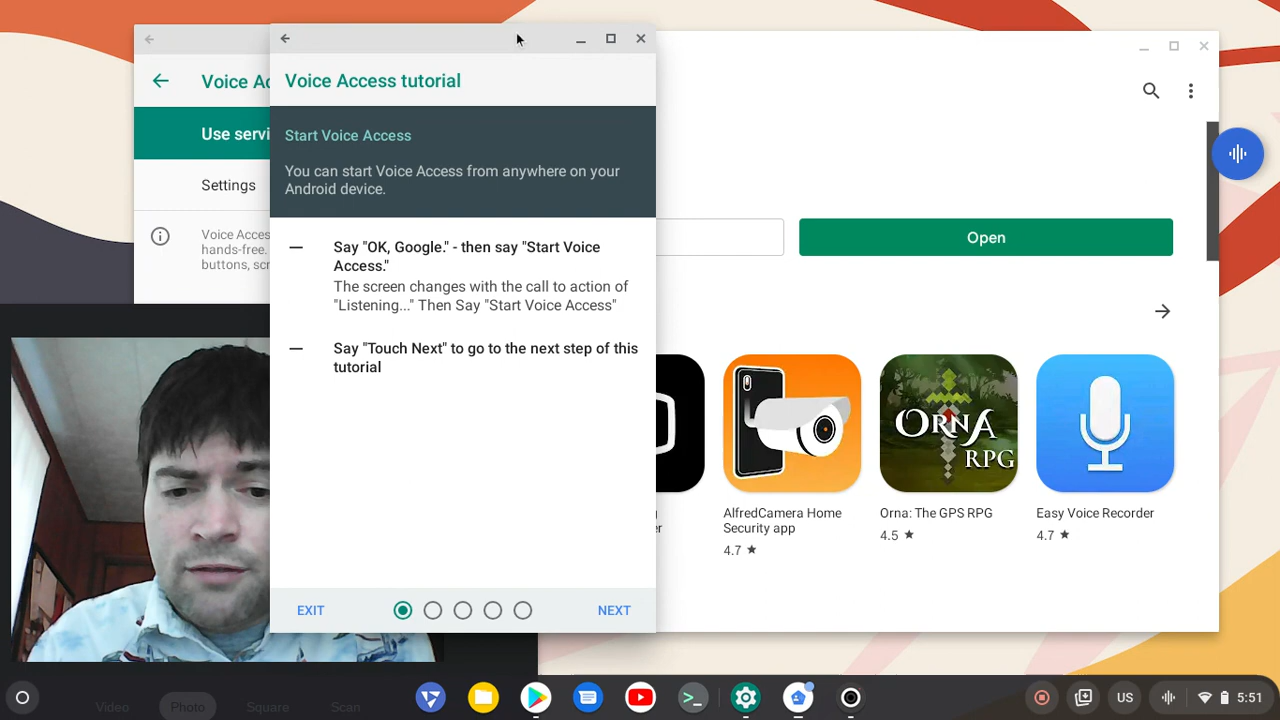 Voice Ac
Use servi
Settings
Voice Acces
hands-free.
buttons, scr
Voice Access tutorial
Start Voice Access
You can start Voice Access from anywhere on your
Android device.
Say "OK, Google." - then say "Start Voice
Access."
The screen changes with the call to action of
"Listening..." Then Say "Start Voice Access"
Say "Touch Next" to go to the next step of this
tutorial
EXIT
NEXT
Open
ORNA
RPG
AlfredCamera Home
Security app
4.7 ★
Orna: The GPS RPG
4.5 ★
Easy Voice Recorder
4.7 ★
Video
Photo
Square
Scan
US
5:51